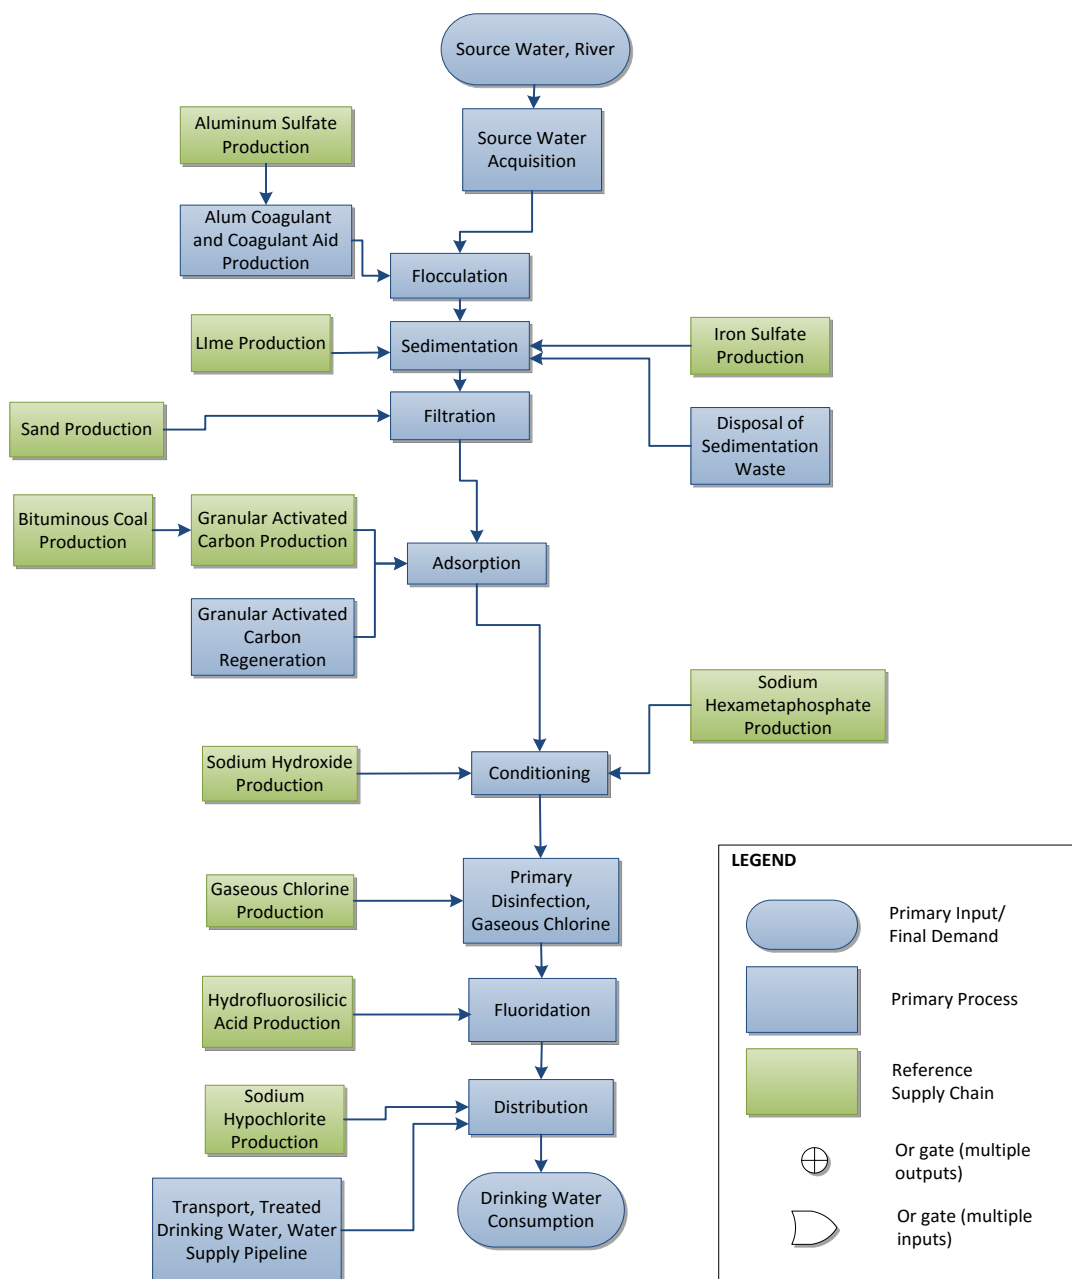 Source Water, River
Aluminum Sulfate
Production
Source Water
Acquisition
Alum Coagulant
and Coagulant Aid
Production
Flocculation
LIme Production
Sedimentation
Iron Sulfate
Production
Sand Production
Filtration
Disposal of
Sedimentation
Waste
Bituminous Coal
Production
Granular Activated
Carbon Production
Adsorption
Granular Activated
Carbon
Regeneration
Sodium
Hexametaphosphate
Production
Sodium Hydroxide
Production
Conditioning
Gaseous Chlorine
Production
Primary
Disinfection,
Gaseous Chlorine
Hydrofluorosilicic
Acid Production
Fluoridation
Sodium
Hypochlorite
Production
Distribution
Transport, Treated
Drinking Water, Water
Supply Pipeline
Drinking Water
Consumption
LEGEND
Primary Input/
Final Demand
Primary Process
Reference
Supply Chain
Or gate (multiple
outputs)
Or gate (multiple
inputs)